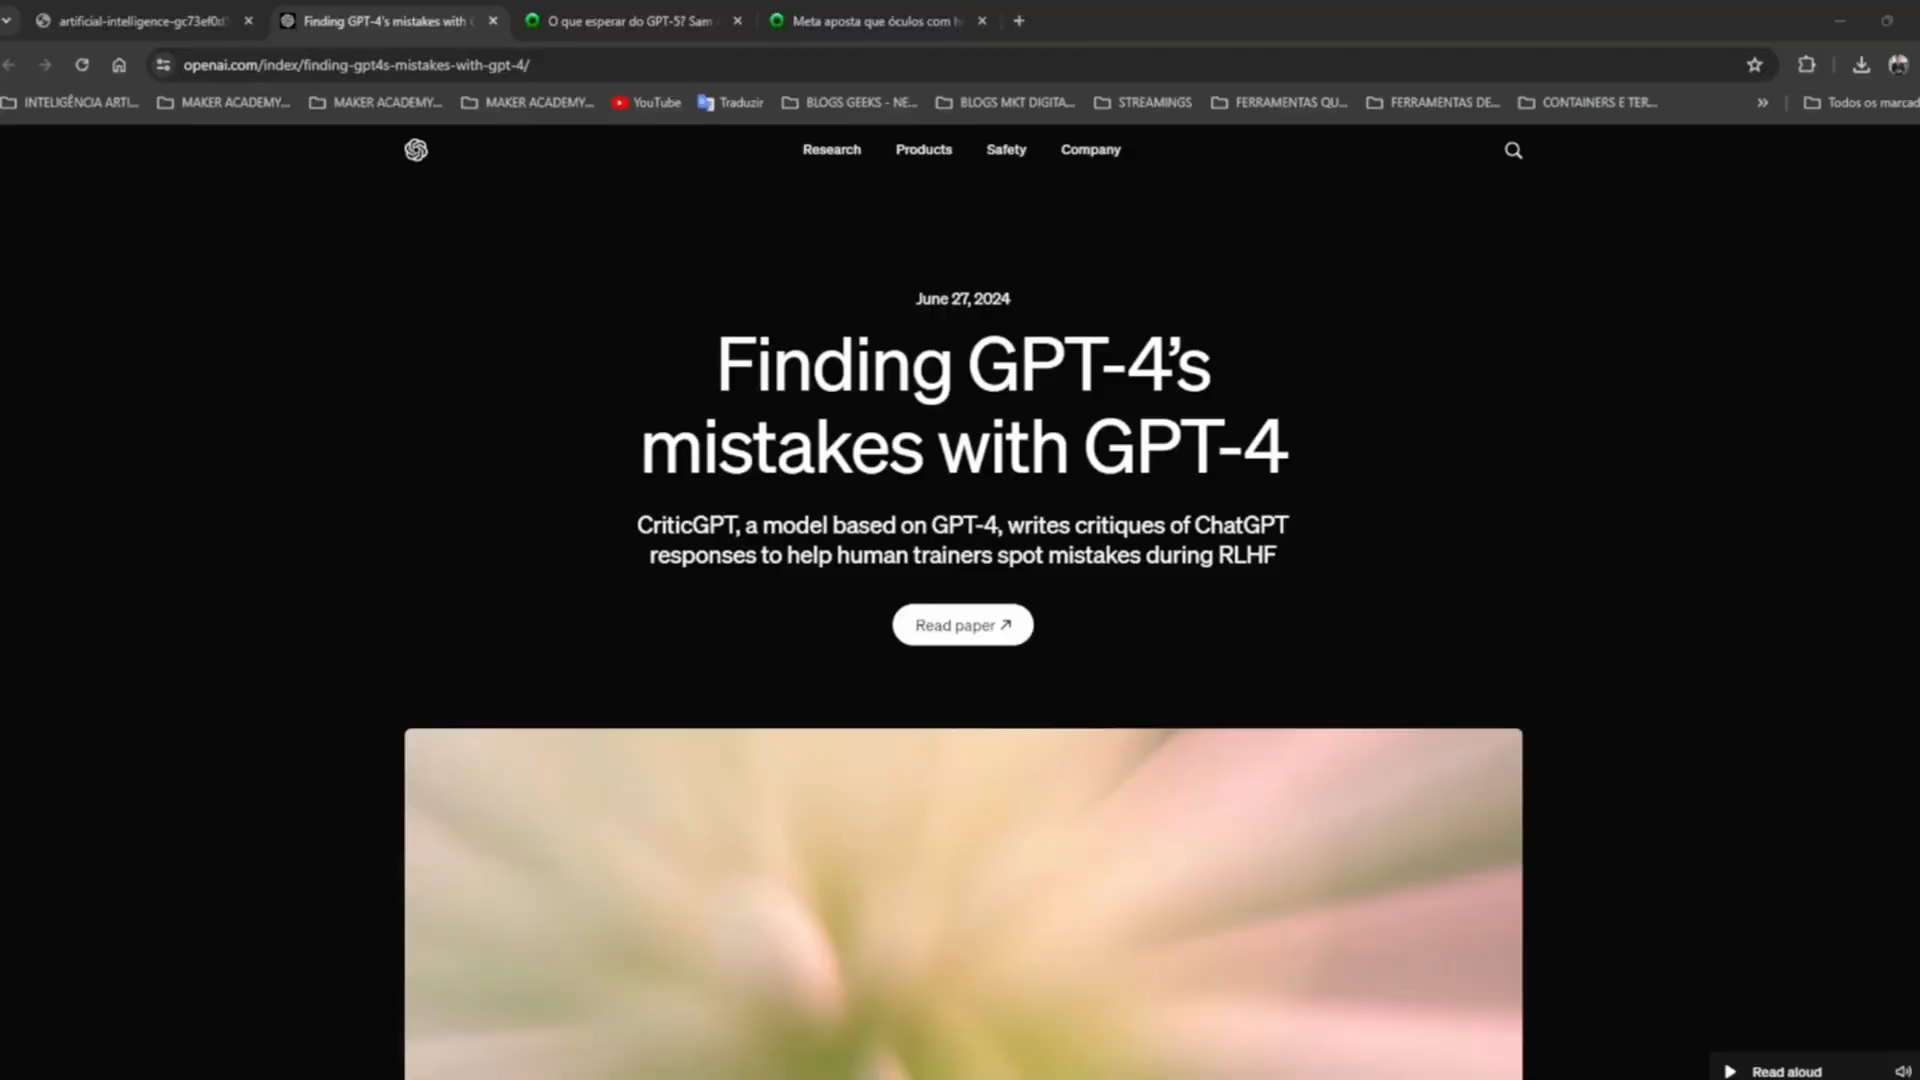 artificial-intelligence-gc73ef0d
Finding GPT-4's mistakes with
O que esperar do GPT-5? Sam
Meta aposta que óculos com
openai.com/index/finding-gpt4s-mistakes-with-gpt-4/
INTELIGÊNCIA ARTI...
MAKER ACADEMY...
MAKER ACADEMY...
MAKER ACADEMY...
YouTube
Traduzir
BLOGS GEEKS - NE...
BLOGS MKT DIGITA...
STREAMINGS
FERRAMENTAS QU...
FERRAMENTAS DE...
CONTAINERS E TER...
Todos os marcad
Research
Products
Safety
Company
June 27, 2024
Finding GPT-4’s
mistakes with GPT-4
CriticGPT, a model based on GPT-4, writes critiques of ChatGPT
responses to help human trainers spot mistakes during RLHF
Read paper
Read aloud